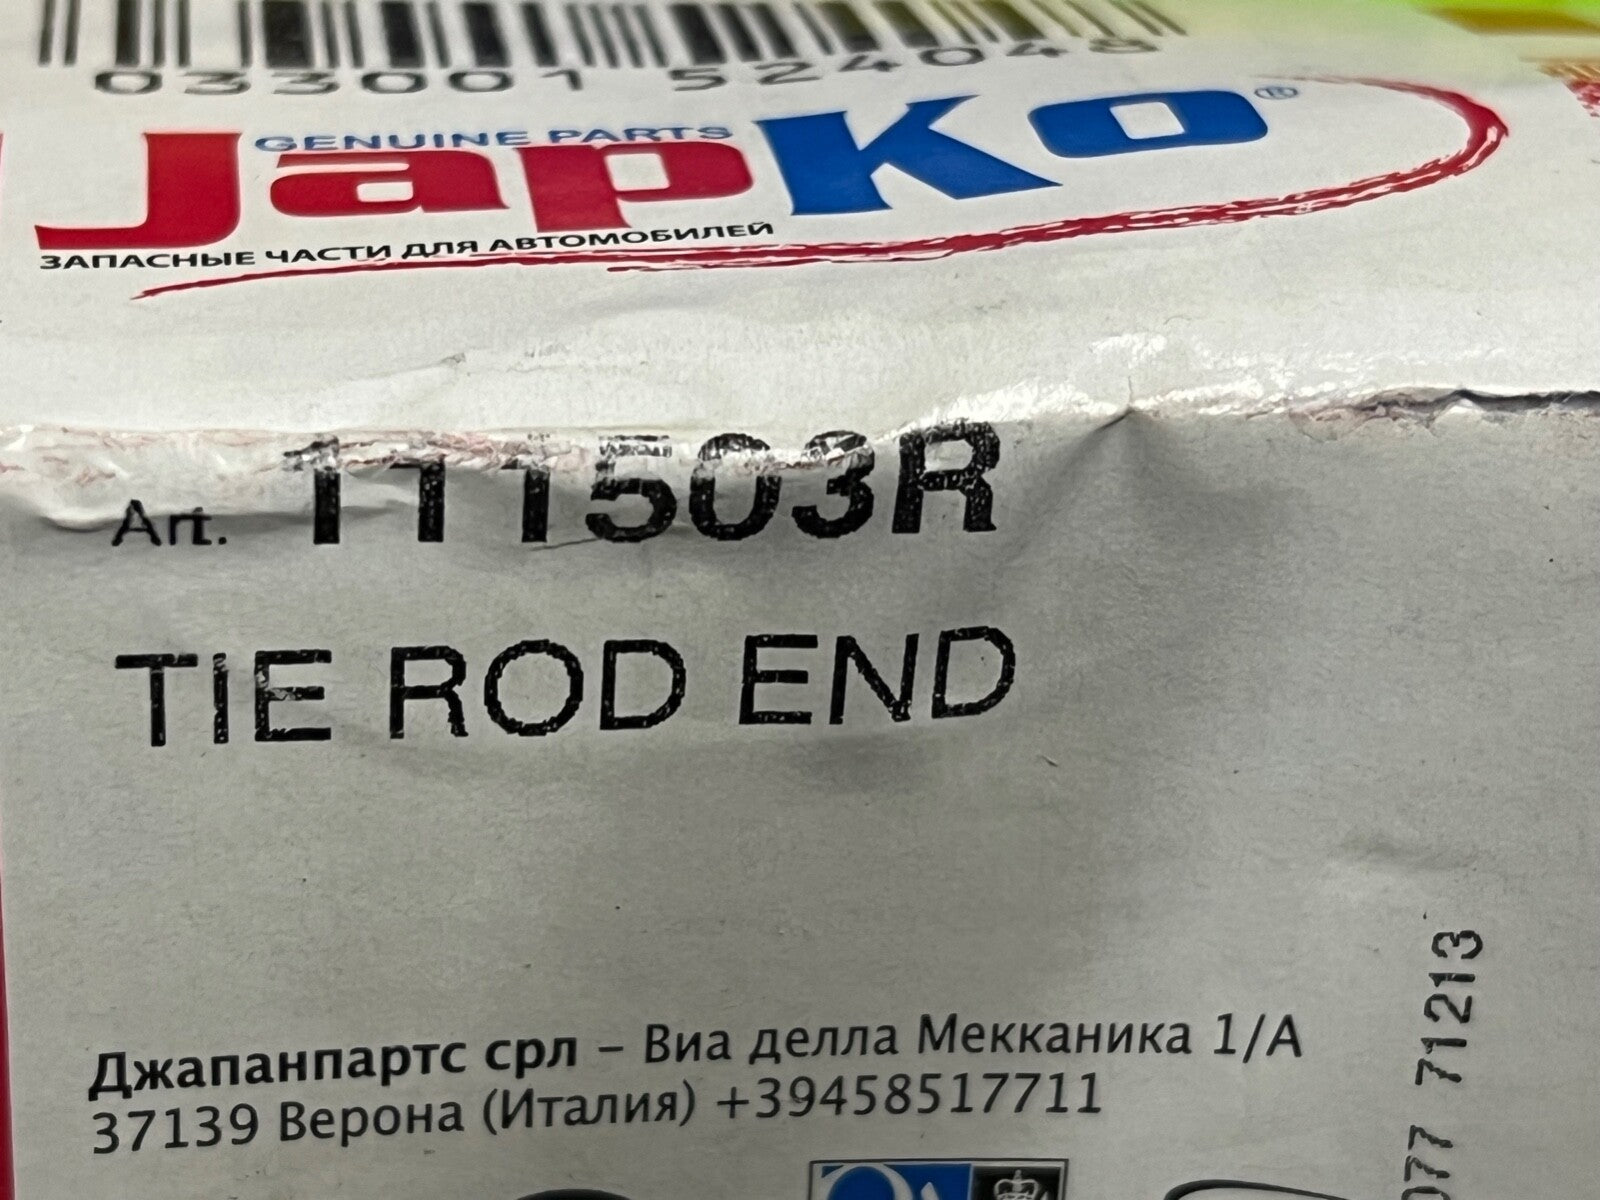 033001 524048
GENUINE PARTS
JapKo®
ЗАПАСНЫЕ ЧАСТИ ДЛЯ АВТОМОБИЛЕЙ
Art. 111503R
TIE ROD END
Джапанпартс срл – Виа делла Мекканика 1/А
37139 Верона (Италия) +39458517711
077 71213